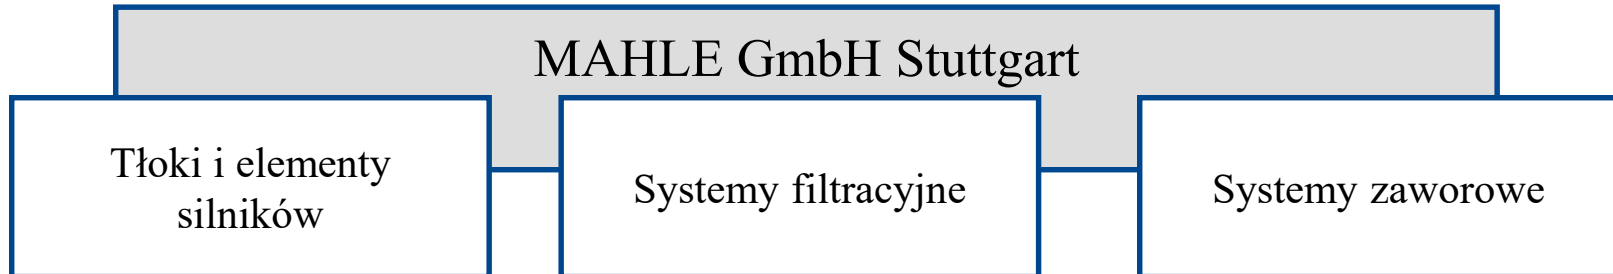 MAHLE GmbH Stuttgart
Tłoki i elementy
silników
Systemy filtracyjne
Systemy zaworowe